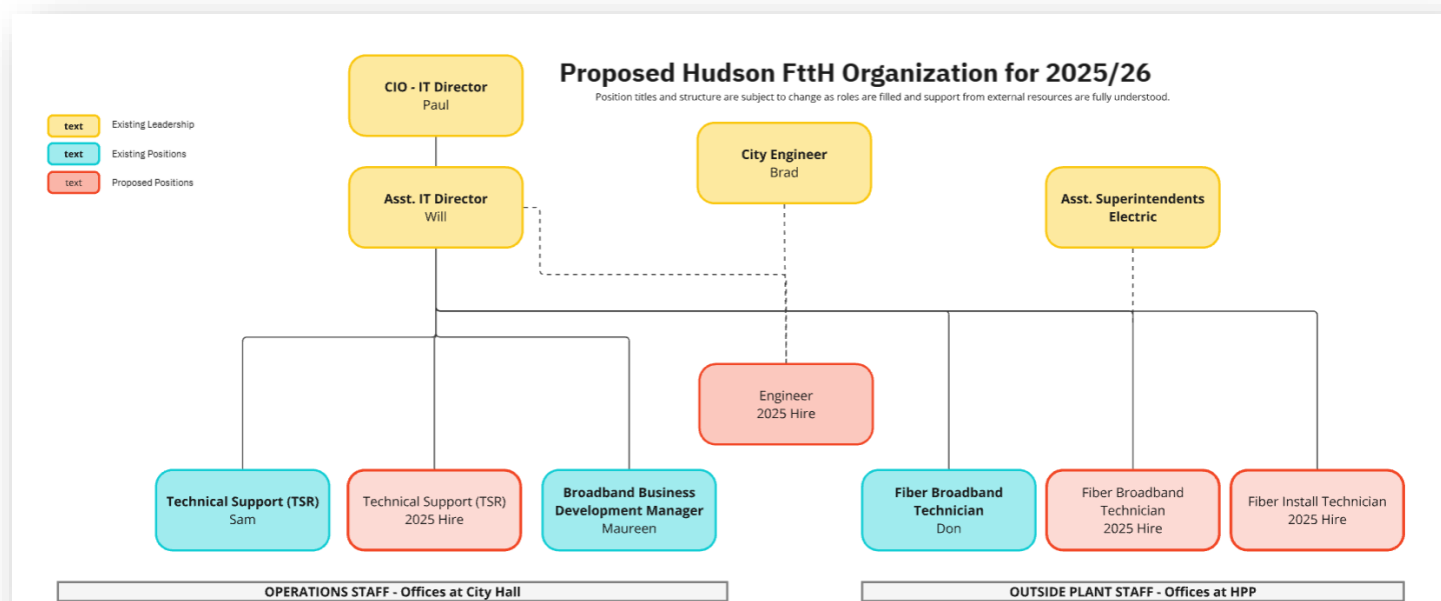 Proposed Hudson FttH Organization for 2025/26
Position titles and structure are subject to change as roles are filled and support from external resources are fully understood.
text
Existing Leadership
text
Existing Positions
text
Proposed Positions
CIO - IT Director
Paul
City Engineer
Brad
Asst. IT Director
Will
Asst. Superintendents
Electric
Engineer
2025 Hire
Technical Support (TSR)
Sam
Technical Support (TSR)
2025 Hire
Broadband Business
Development Manager
Maureen
Fiber Broadband
Technician
Don
Fiber Broadband
Technician
2025 Hire
Fiber Install Technician
2025 Hire
OPERATIONS STAFF - Offices at City Hall
OUTSIDE PLANT STAFF - Offices at HPP